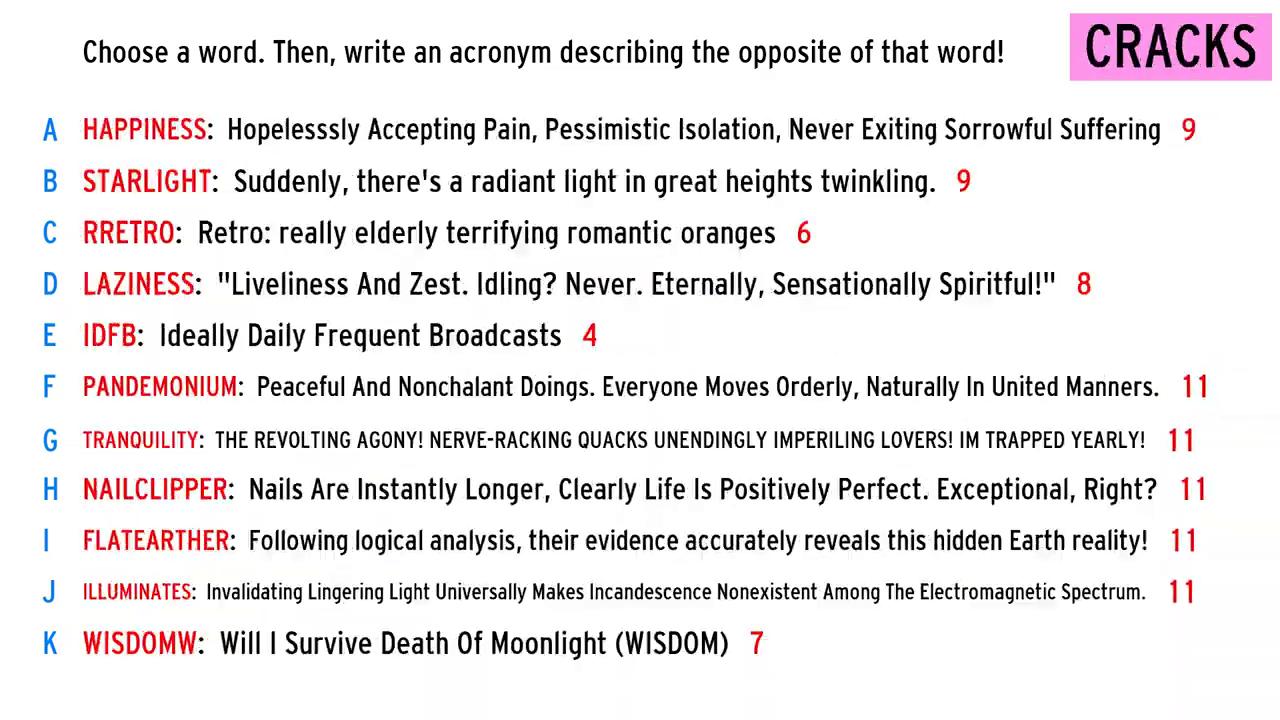 Choose a word. Then, write an acronym describing the opposite of that word!
CRACKS
A HAPPINESS: Hopelesssly Accepting Pain, Pessimistic Isolation, Never Exiting Sorrowful Suffering 9
B STARLIGHT: Suddenly, there's a radiant light in great heights twinkling. 9
C RRETRO: Retro: really elderly terrifying romantic oranges 6
D LAZINESS: "Liveliness And Zest. Idling? Never. Eternally, Sensationally Spiritful!" 8
E IDFB: Ideally Daily Frequent Broadcasts 4
F PANDEMONIUM: Peaceful And Nonchalant Doings. Everyone Moves Orderly, Naturally In United Manners. 11
G TRANQUILITY: THE REVOLTING AGONY! NERVE-RACKING QUACKS UNENDINGLY IMPERILING LOVERS! IM TRAPPED YEARLY! 11
H NAILCLIPPER: Nails Are Instantly Longer, Clearly Life Is Positively Perfect. Exceptional, Right? 11
I FLATEARTHER: Following logical analysis, their evidence accurately reveals this hidden Earth reality! 11
J ILLUMINATES: Invalidating Lingering Light Universally Makes Incandescence Nonexistent Among The Electromagnetic Spectrum. 11
K WISDOMW: Will I Survive Death Of Moonlight (WISDOM) 7